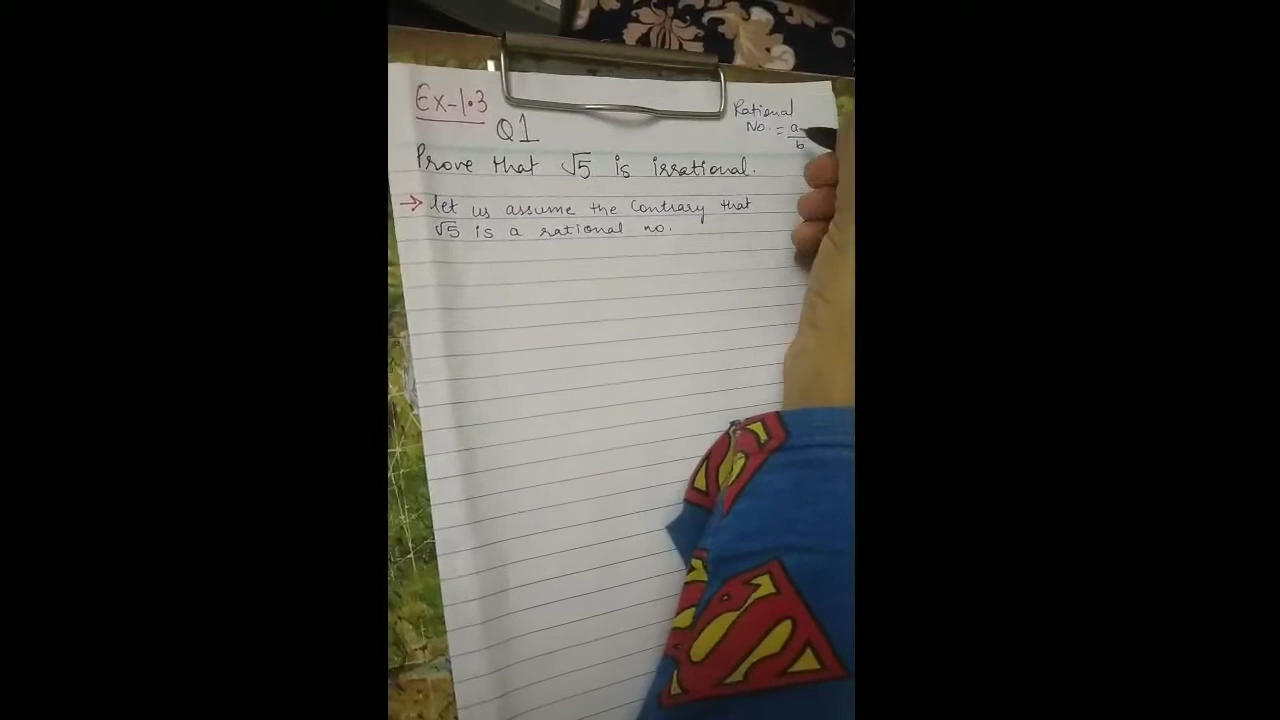 Ex-1.3
Q1
Rational
No. = a/b
Prove that √5 is irrational.
→ let us assume the contrary that
√5 is a rational no.